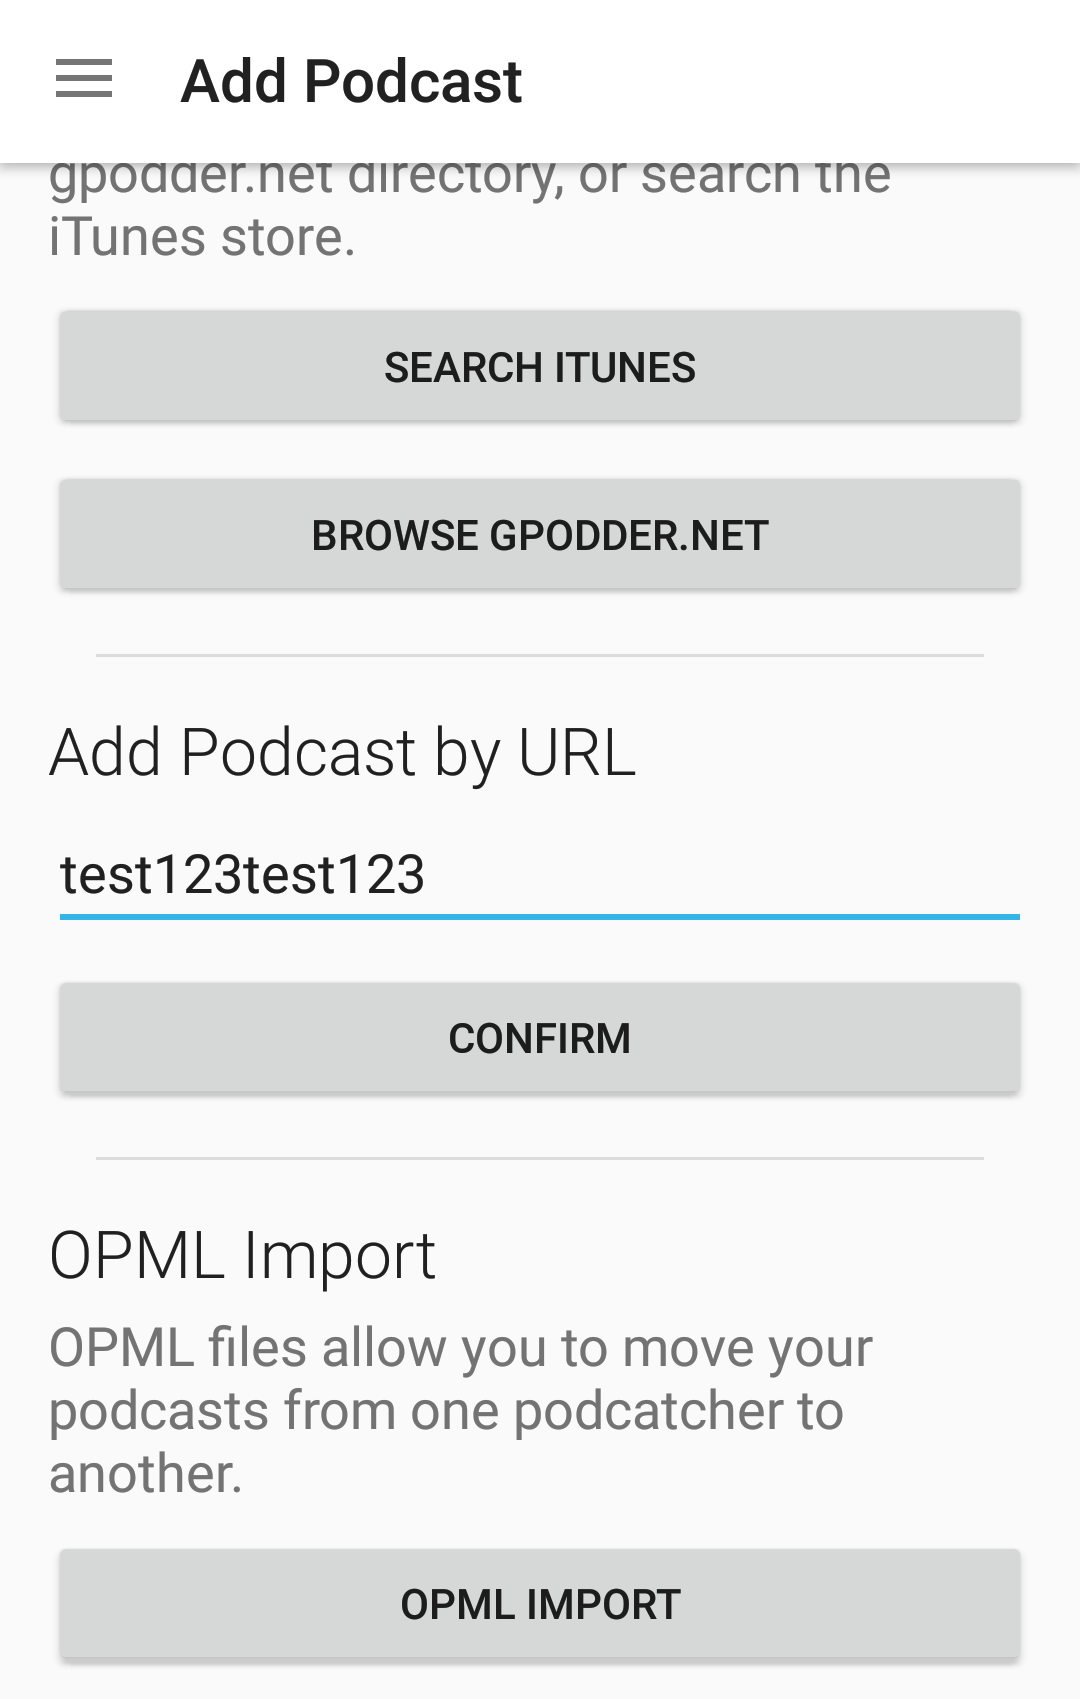 Add Podcast
gpodder.net directory, or search the
iTunes store.
SEARCH ITUNES
BROWSE GPODDER.NET
Add Podcast by URL
test123test123
CONFIRM
OPML Import
OPML files allow you to move your
podcasts from one podcatcher to
another.
OPML IMPORT